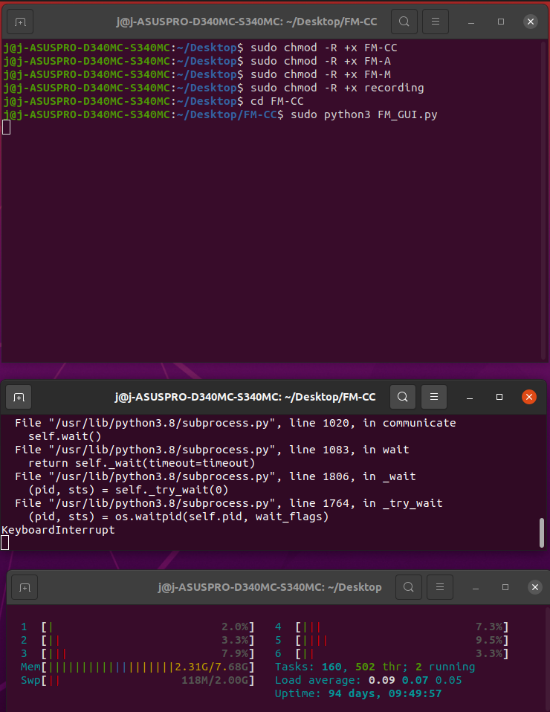 j@j-ASUSPRO-D340MC-S340MC: ~/Desktop/FM-CC
j@j-ASUSPRO-D340MC-S340MC:~/Desktop$ sudo chmod -R +x FM-CC
j@j-ASUSPRO-D340MC-S340MC:~/Desktop$ sudo chmod -R +x FM-A
j@j-ASUSPRO-D340MC-S340MC:~/Desktop$ sudo chmod -R +x FM-M
j@j-ASUSPRO-D340MC-S340MC:~/Desktop$ sudo chmod -R +x recording
j@j-ASUSPRO-D340MC-S340MC:~/Desktop$ cd FM-CC
j@j-ASUSPRO-D340MC-S340MC:~/Desktop/FM-CC$ sudo python3 FM_GUI.py
j@j-ASUSPRO-D340MC-S340MC: ~/Desktop/FM-CC
File "/usr/lib/python3.8/subprocess.py", line 1020, in communicate
self.wait()
File "/usr/lib/python3.8/subprocess.py", line 1083, in wait
return self._wait(timeout=timeout)
File "/usr/lib/python3.8/subprocess.py", line 1806, in _wait
(pid, sts) = self._try_wait(0)
File "/usr/lib/python3.8/subprocess.py", line 1764, in _try_wait
(pid, sts) = os.waitpid(self.pid, wait_flags)
KeyboardInterrupt
j@j-ASUSPRO-D340MC-S340MC: ~/Desktop
1 [| 2.0%] 4 [||| 7.3%]
2 [|| 3.3%] 5 [|||| 9.5%]
3 [||| 7.9%] 6 [|| 3.3%]
Mem[|||||||||||||||||||2.31G/7.68G] Tasks: 160, 502 thr; 2 running
Swp[|| 118M/2.00G] Load average: 0.09 0.07 0.05
Uptime: 94 days, 09:49:57